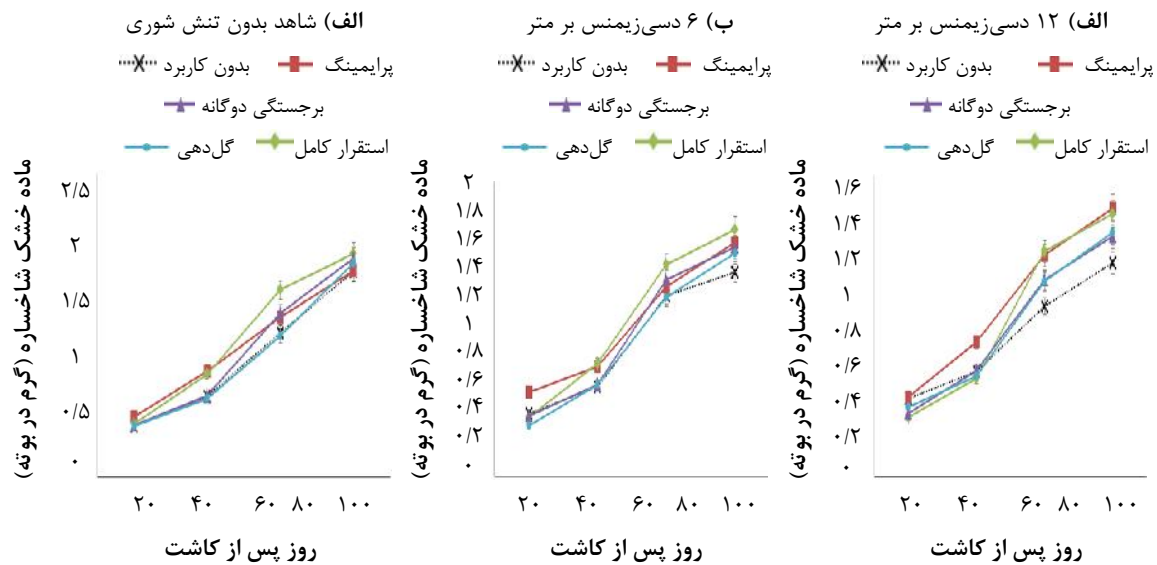 الف) شاهد بدون تنش شوری
بدون کاربرد
پرایمینگ
برجستگی دوگانه
گل‌دهی
استقرار کامل
ماده خشک شاخساره (گرم در بوته)
۲/۵
۲
۱/۵
۱
۰/۵
۰
۲۰ ۴۰ ۶۰ ۸۰ ۱۰۰
روز پس از کاشت
ب) ۶ دسی‌زیمنس بر متر
بدون کاربرد
پرایمینگ
برجستگی دوگانه
گل‌دهی
استقرار کامل
ماده خشک شاخساره (گرم در بوته)
۲
۱/۸
۱/۶
۱/۴
۱/۲
۱
۰/۸
۰/۶
۰/۴
۰/۲
۰
۲۰ ۴۰ ۶۰ ۸۰ ۱۰۰
روز پس از کاشت
الف) ۱۲ دسی‌زیمنس بر متر
بدون کاربرد
پرایمینگ
برجستگی دوگانه
گل‌دهی
استقرار کامل
ماده خشک شاخساره (گرم در بوته)
۱/۶
۱/۴
۱/۲
۱
۰/۸
۰/۶
۰/۴
۰/۲
۰
۲۰ ۴۰ ۶۰ ۸۰ ۱۰۰
روز پس از کاشت